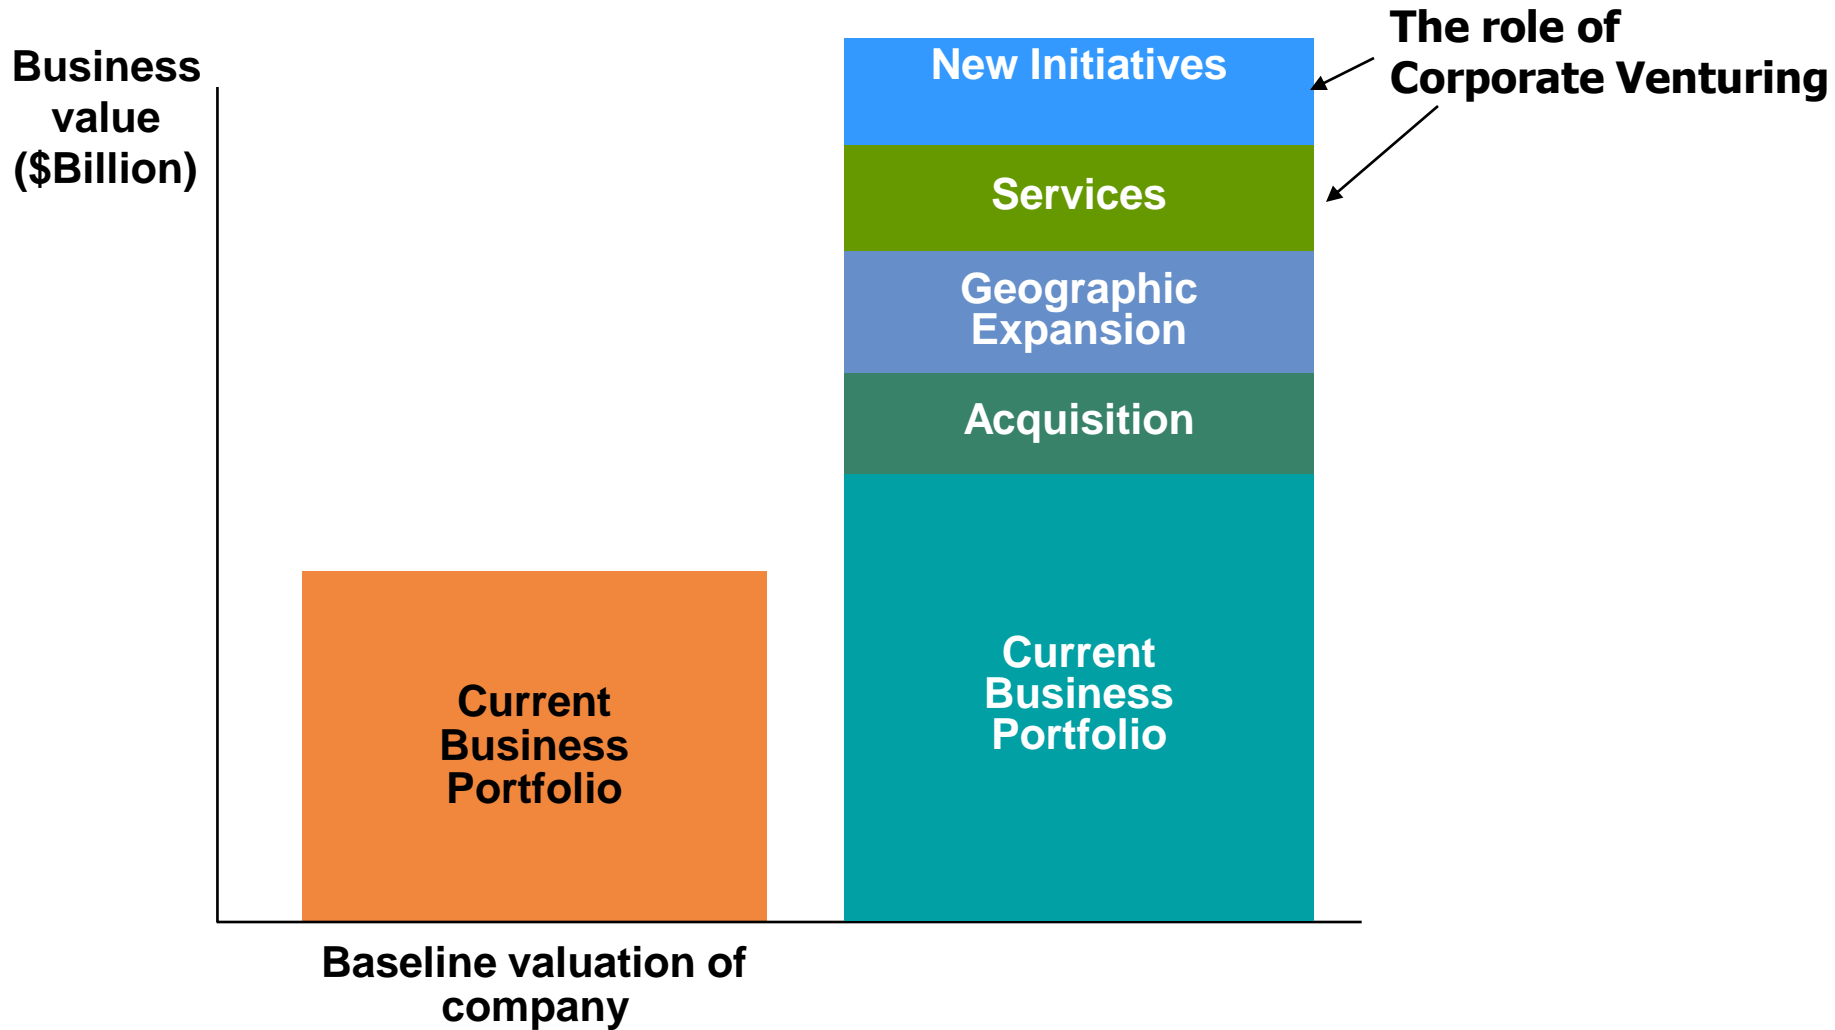 Business
value
($Billion)
New Initiatives
The role of
Corporate Venturing
Services
Geographic
Expansion
Acquisition
Current
Business
Portfolio
Current
Business
Portfolio
Baseline valuation of
company